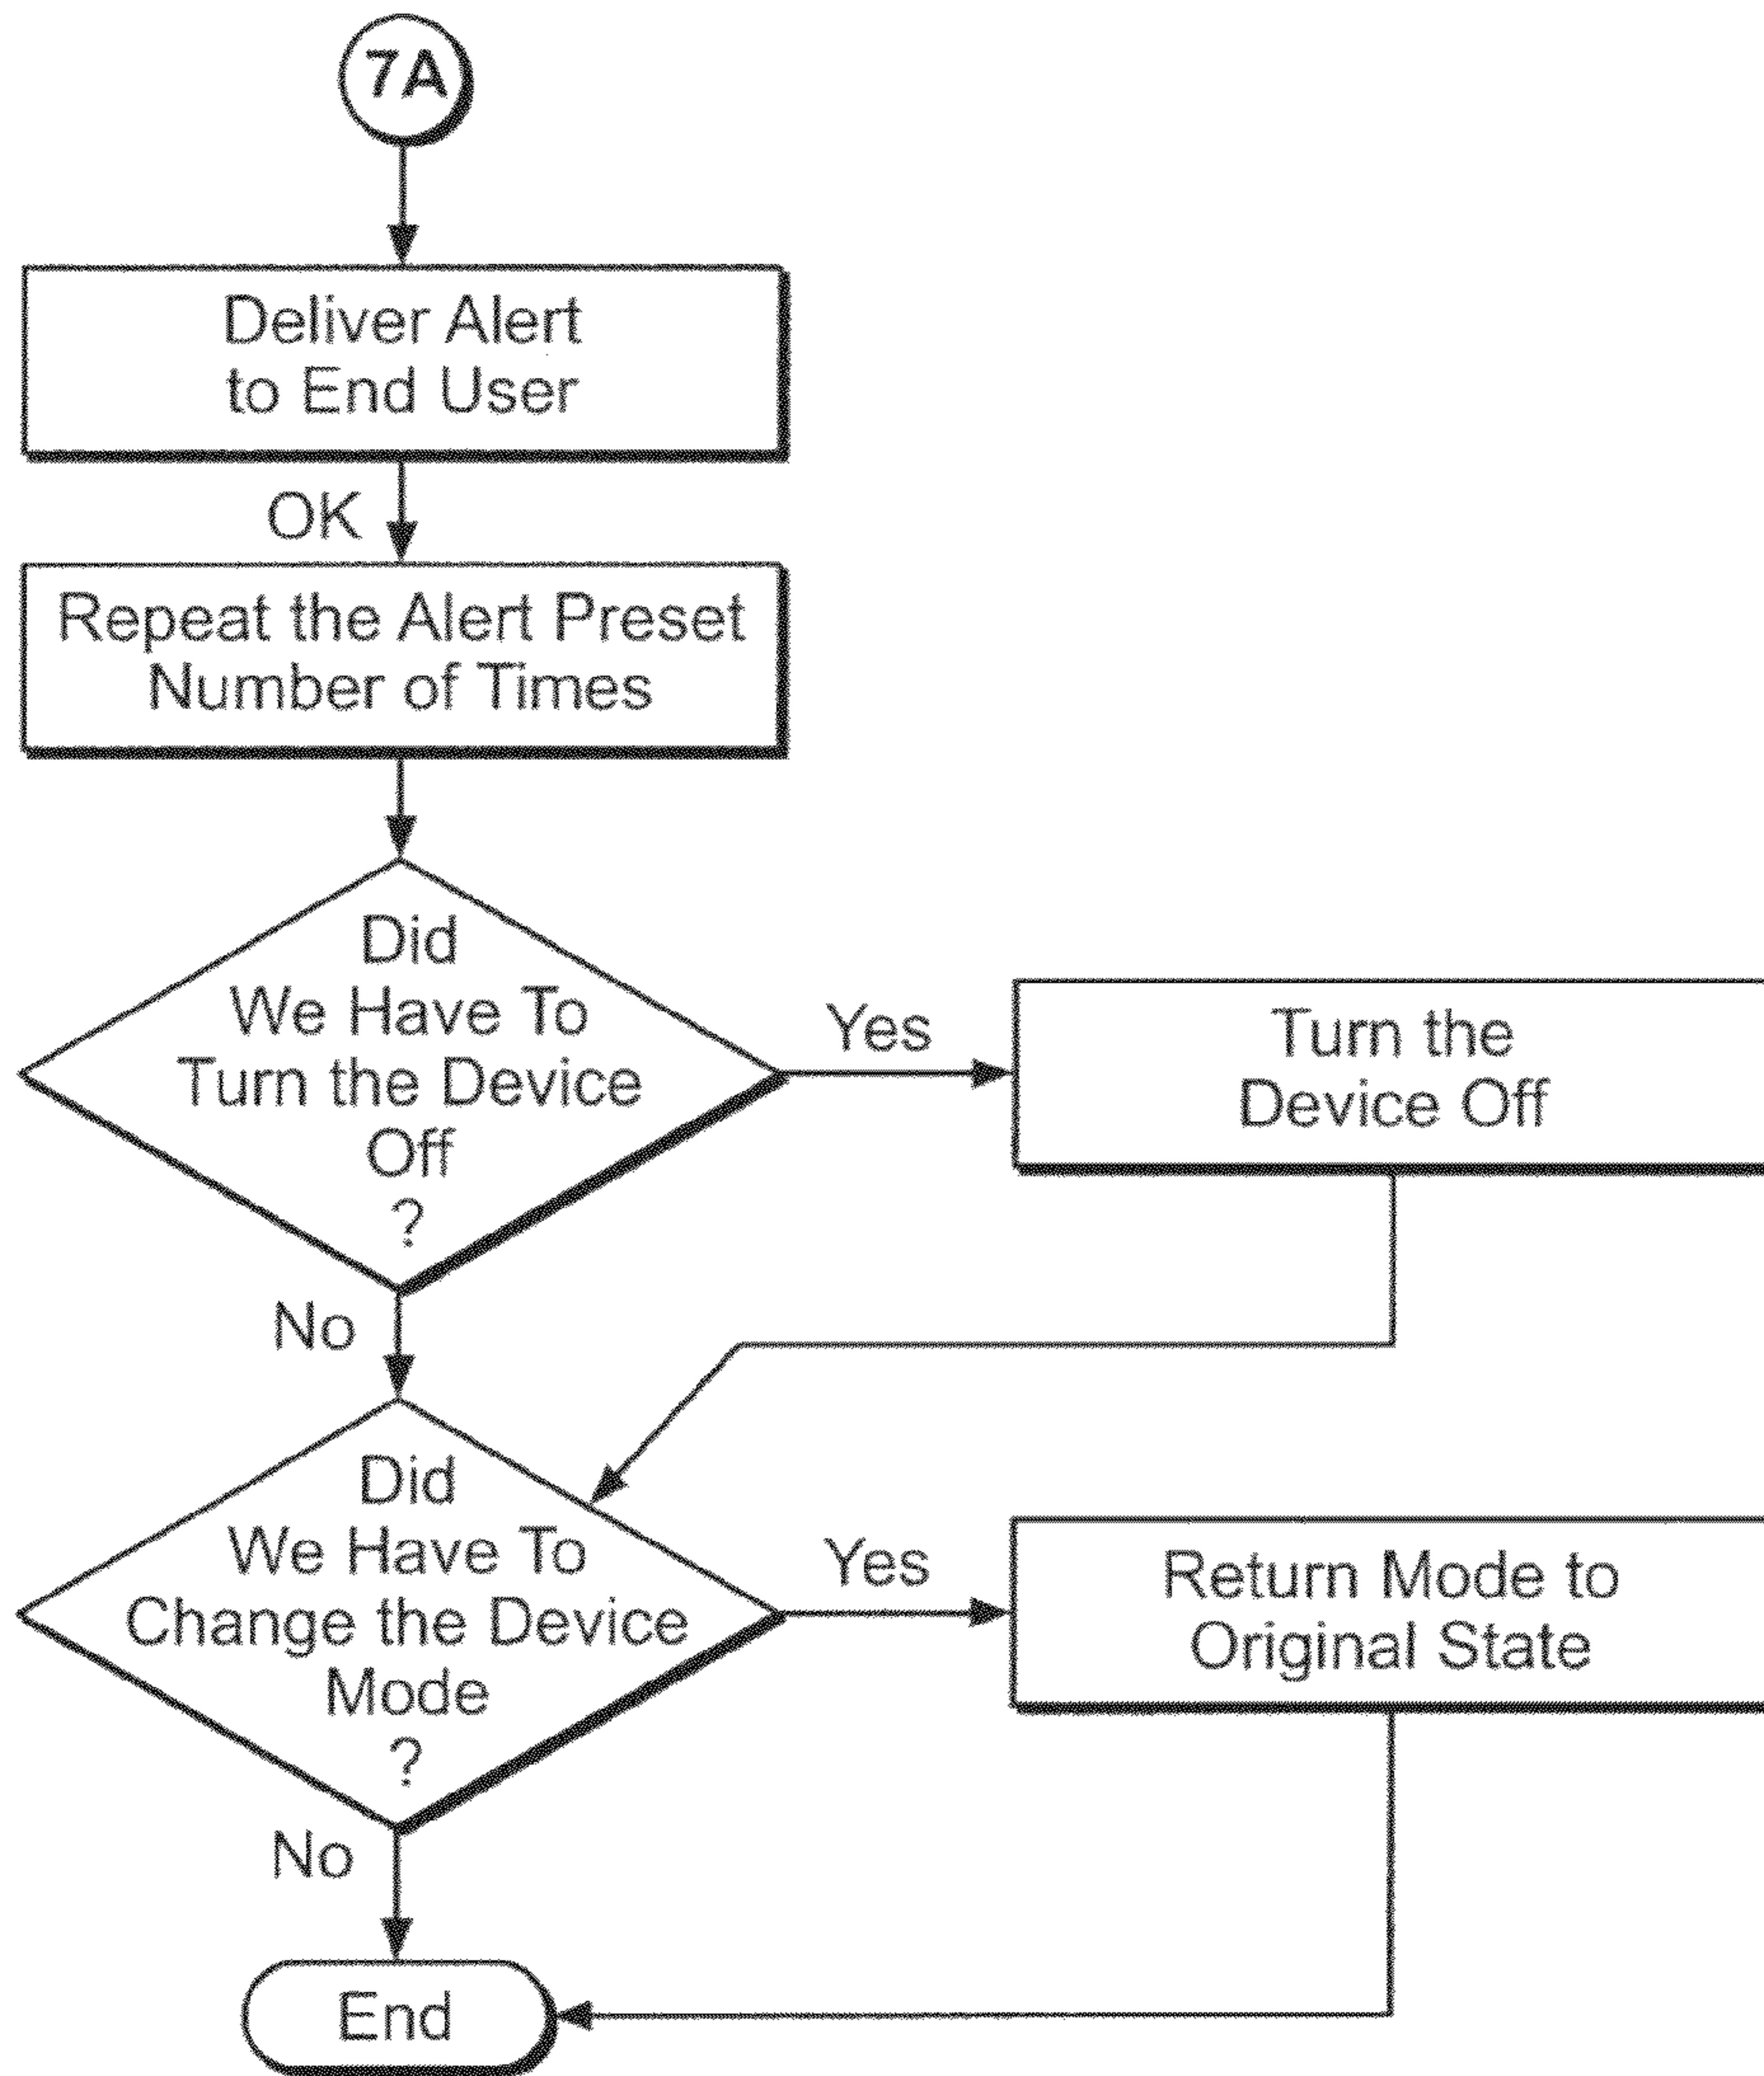 7A
Deliver Alert
to End User
OK
Repeat the Alert Preset
Number of Times
Did
We Have To
Turn the Device
Off
?
Yes
Turn the
Device Off
No
Did
We Have To
Change the Device
Mode
?
Yes
Return Mode to
Original State
No
End